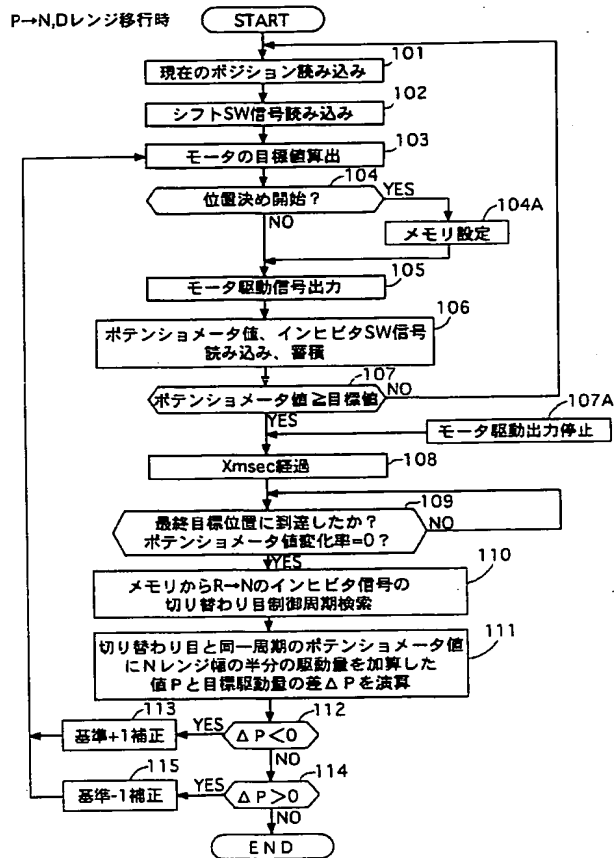 P→N,Dレンジ移行時
START
101
現在のポジション読み込み
102
シフトSW信号読み込み
103
モータの目標値算出
104
位置決め開始?
YES
104A
メモリ設定
NO
105
モータ駆動信号出力
106
ポテンショメータ値、インヒビタSW信号
読み込み、蓄積
107
ポテンショメータ値≧目標値
NO
107A
YES
モータ駆動出力停止
108
Xmsec経過
109
最終目標位置に到達したか?
ポテンショメータ値変化率=0?
NO
YES
110
メモリからR→Nのインヒビタ信号の
切り替わり目制御周期検索
111
切り替わり目と同一周期のポテンショメータ値
にNレンジ幅の半分の駆動量を加算した
値Pと目標駆動量の差ΔPを演算
112
113
基準+1補正
YES
ΔP<0
NO
114
115
基準-1補正
YES
ΔP>0
NO
END